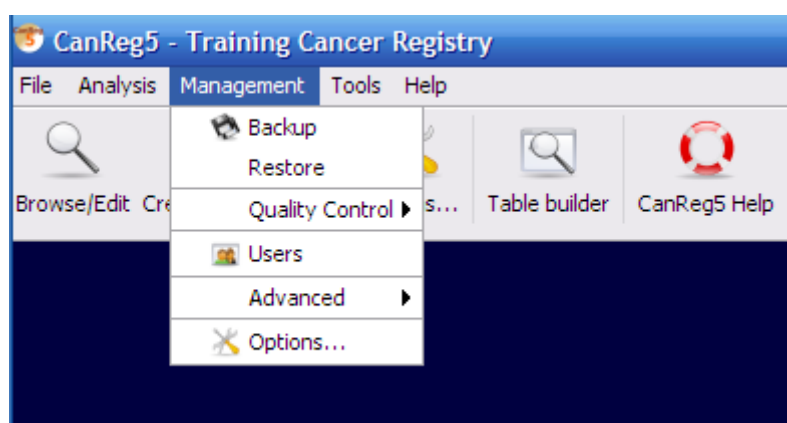 CanReg5 - Training Cancer Registry
File Analysis Management Tools Help
Backup
Restore
Browse/Edit Cre Quality Control s... Table builder CanReg5 Help
Users
Advanced
Options...